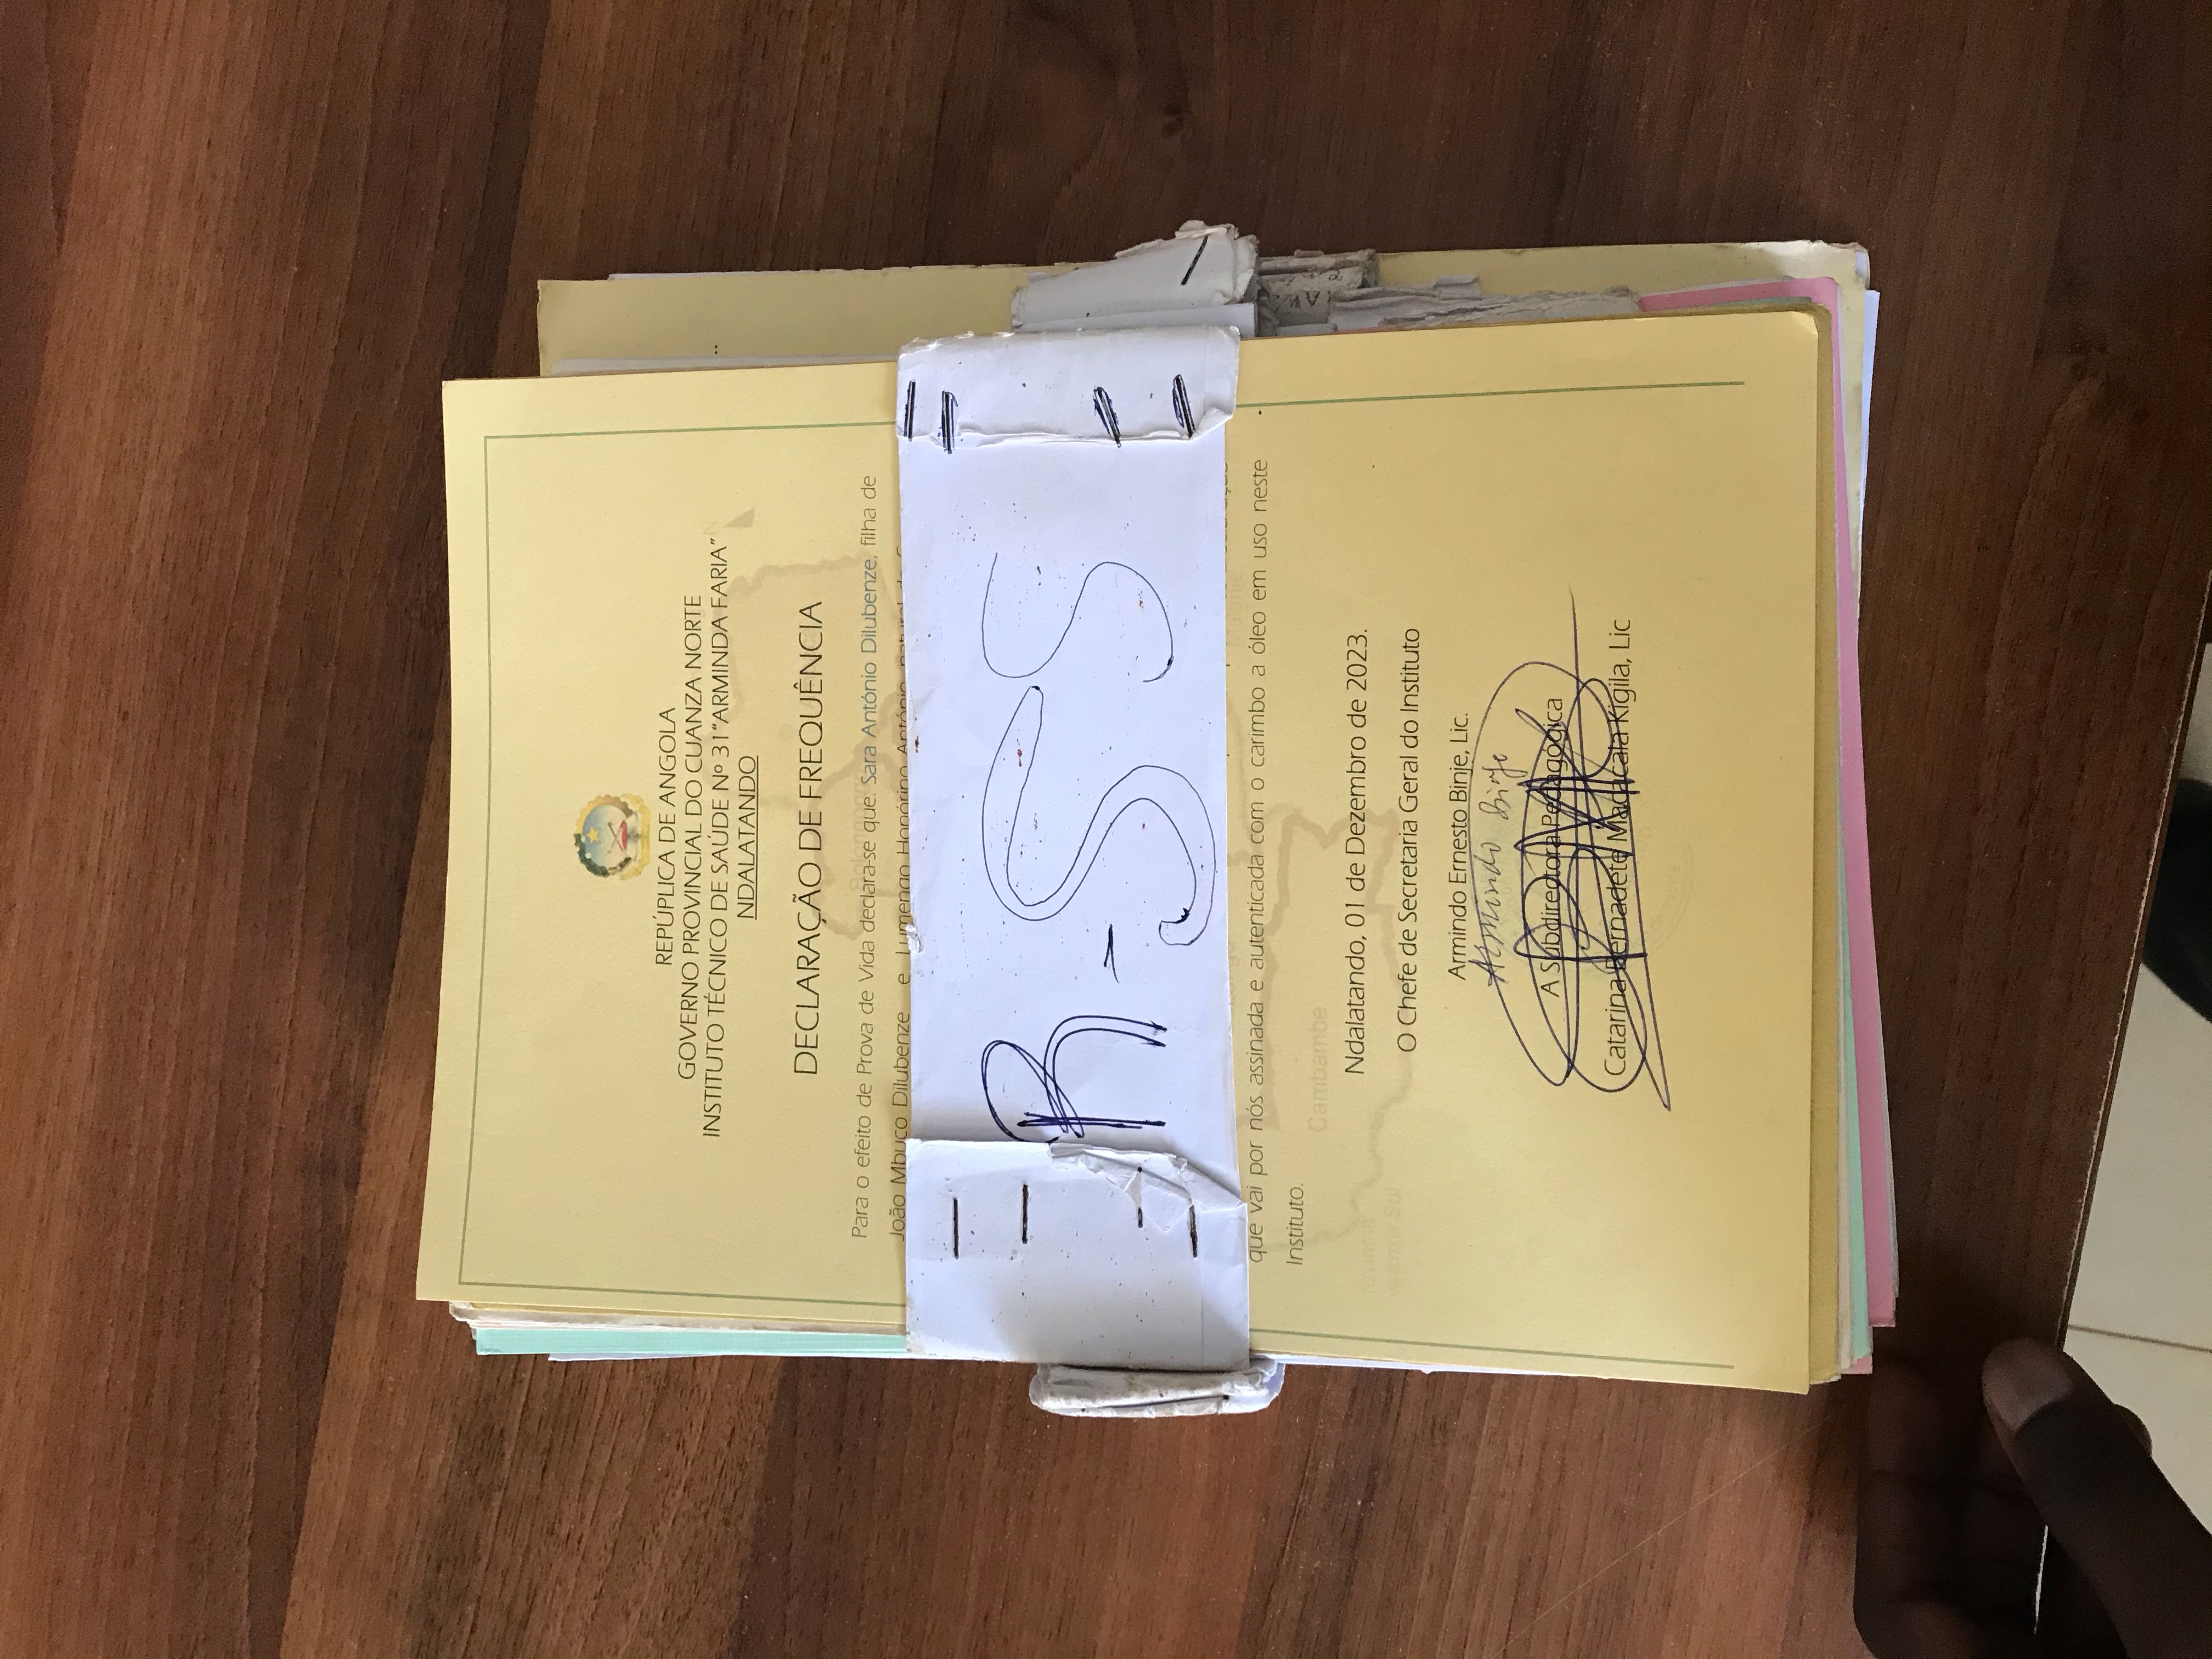 REPÚPLICA DE ANGOLA
GOVERNO PROVINCIAL DO CUANZA NORTE
INSTITUTO TÉCNICO DE SAÚDE Nº 31“ARMINDA FARIA”
NDALATANDO
DECLARAÇÃO DE FREQUÊNCIA
Para o efeito de Prova de Vida declara-se que: Sara António Dilubenze, filha de
João Mbuco Dilubenze e Lumengo Honórino António, natural de
R-SS
que vai por nós assinada e autenticada com o carimbo a óleo em uso neste
Instituto.
Cambambe
Ndalatando, 01 de Dezembro de 2023.
O Chefe de Secretaria Geral do Instituto
Armindo Ernesto Binje, Lic.
Armindo Binje
A Subdirectora Pedagógica
Catarina Bernadete Macacala Kigila, Lic